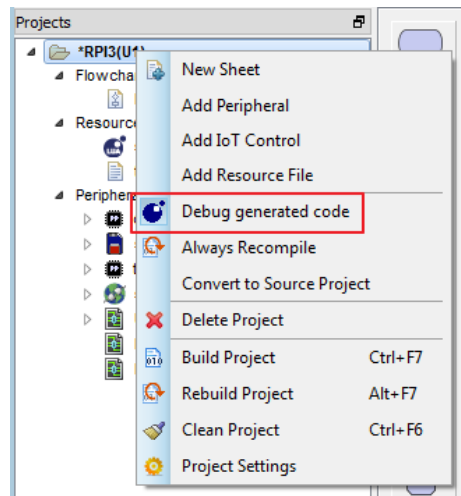 Projects
*RPI3(U1)
Flowcha
Resourc
Peripher
New Sheet
Add Peripheral
Add IoT Control
Add Resource File
Debug generated code
Always Recompile
Convert to Source Project
Delete Project
Build Project Ctrl+F7
Rebuild Project Alt+F7
Clean Project Ctrl+F6
Project Settings